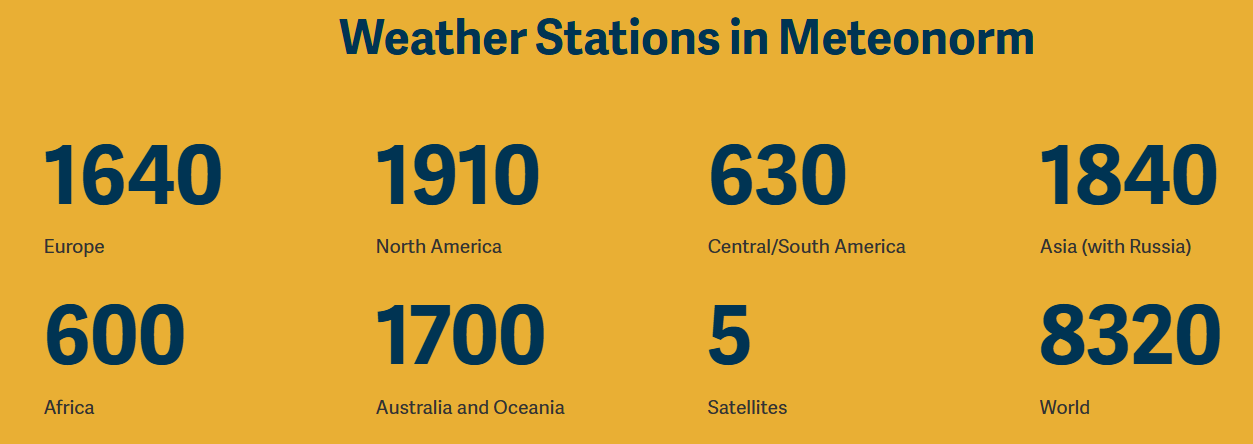 Weather Stations in Meteonorm
1640 1910 630 1840
Europe North America Central/South America Asia (with Russia)
600 1700 5 8320
Africa Australia and Oceania Satellites World